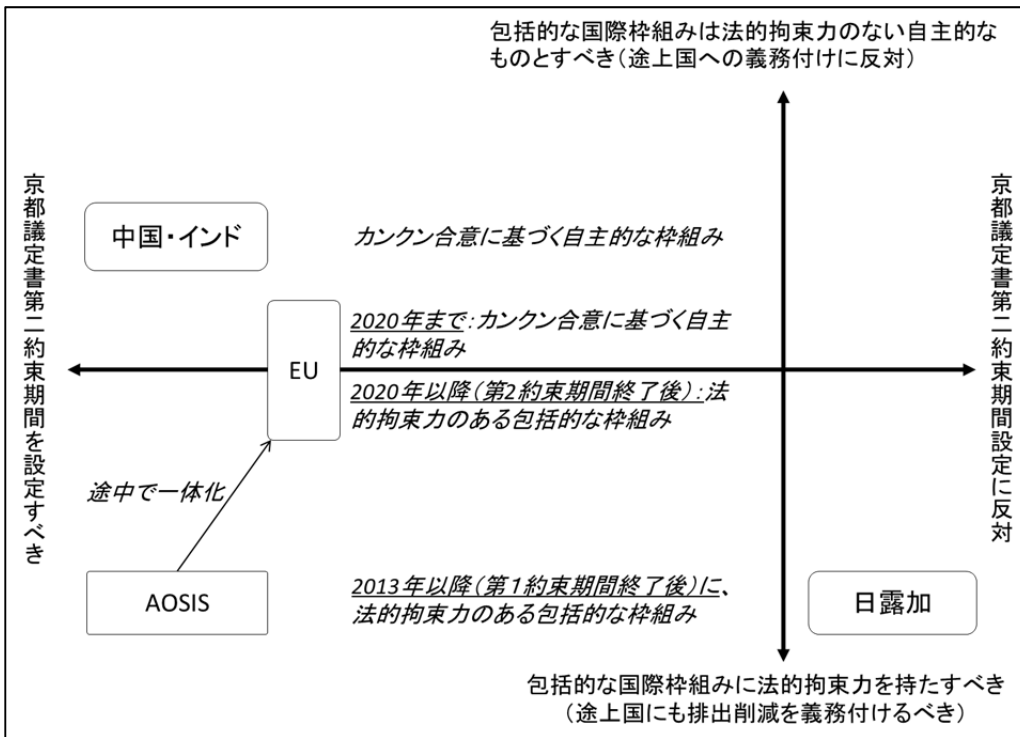 包括的な国際枠組みは法的拘束力のない自主的な
ものとすべき（途上国への義務付けに反対）
京都議定書第二約束期間を設定すべき
京都議定書第二約束期間設定に反対
中国・インド
カンクン合意に基づく自主的な枠組み
EU
2020年まで：カンクン合意に基づく自主
的な枠組み
2020年以降（第2約束期間終了後）：法
的拘束力のある包括的な枠組み
途中で一体化
AOSIS
2013年以降（第1約束期間終了後）に、
法的拘束力のある包括的な枠組み
日露加
包括的な国際枠組みに法的拘束力を持たすべき
（途上国にも排出削減を義務付けるべき）